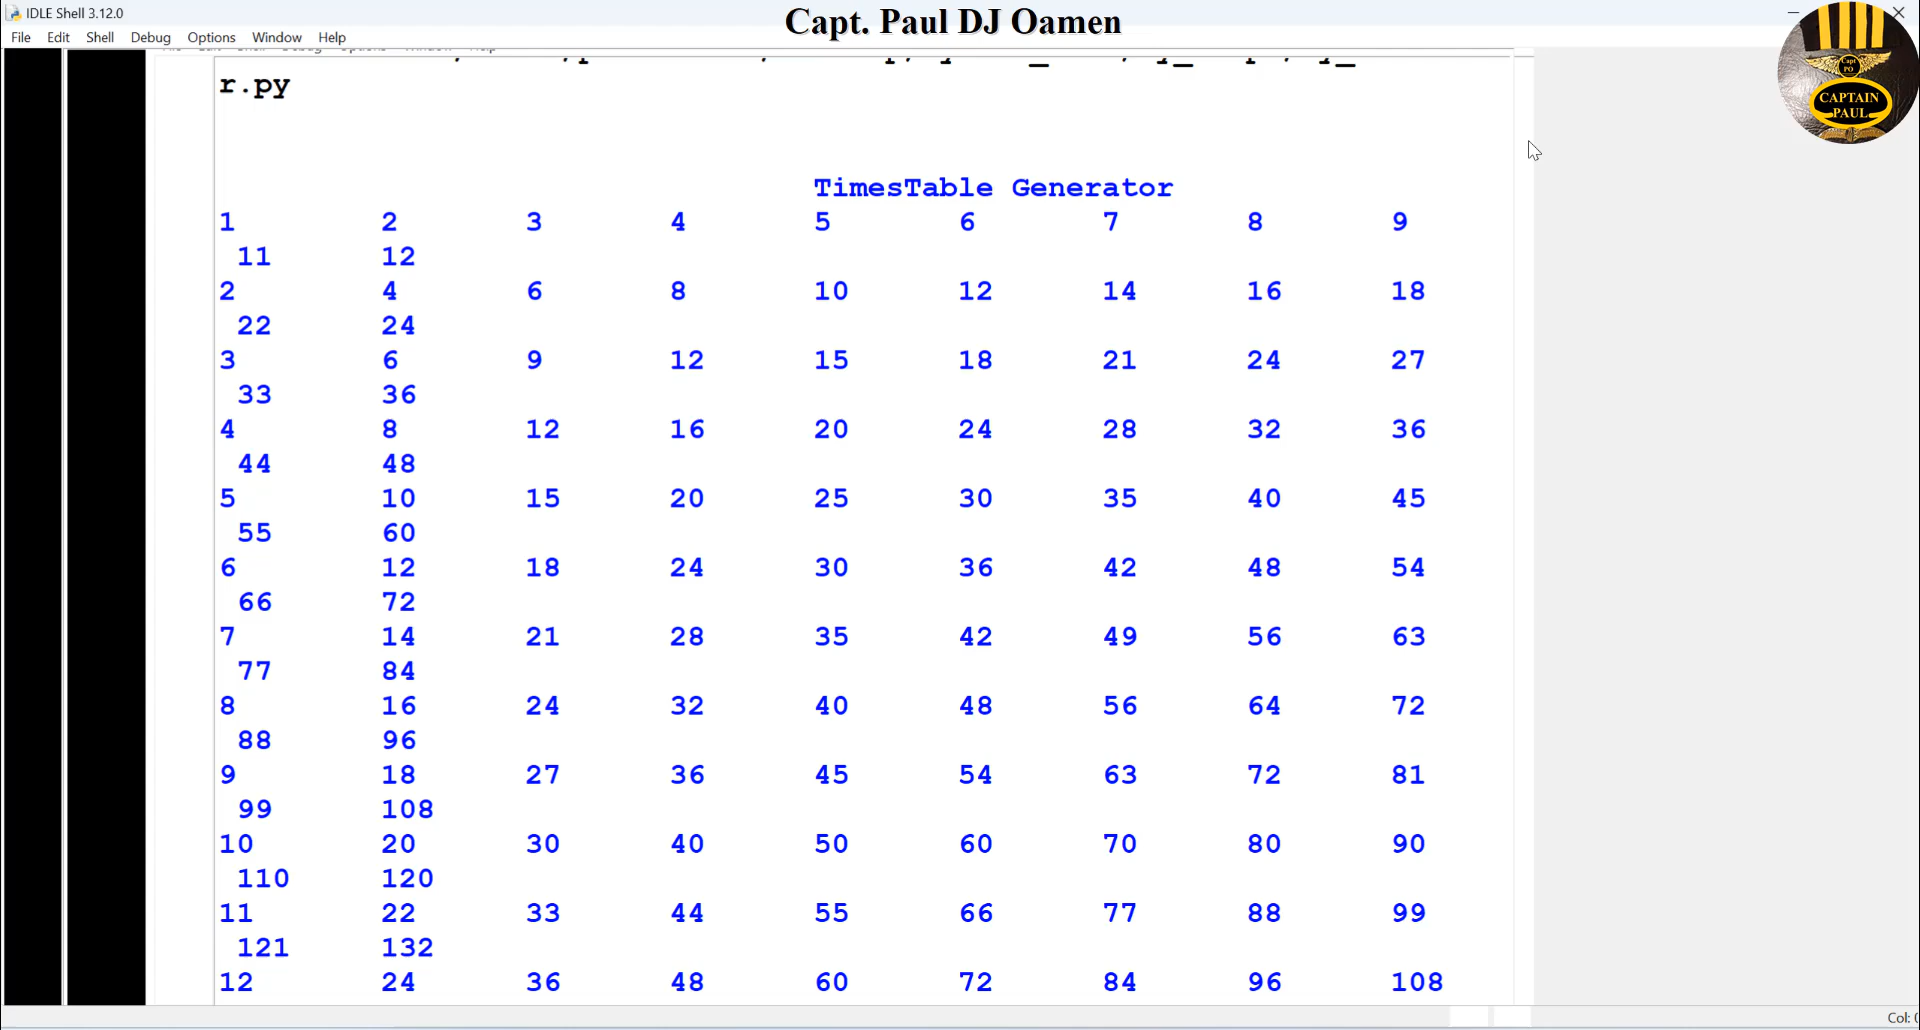 IDLE Shell 3.12.0
Capt. Paul DJ Oamen
File Edit Shell Debug Options Window Help
Capt
PO
CAPTAIN
PAUL
r.py
TimesTable Generator
1 2 3 4 5 6 7 8 9
11 12
2 4 6 8 10 12 14 16 18
22 24
3 6 9 12 15 18 21 24 27
33 36
4 8 12 16 20 24 28 32 36
44 48
5 10 15 20 25 30 35 40 45
55 60
6 12 18 24 30 36 42 48 54
66 72
7 14 21 28 35 42 49 56 63
77 84
8 16 24 32 40 48 56 64 72
88 96
9 18 27 36 45 54 63 72 81
99 108
10 20 30 40 50 60 70 80 90
110 120
11 22 33 44 55 66 77 88 99
121 132
12 24 36 48 60 72 84 96 108
Col: